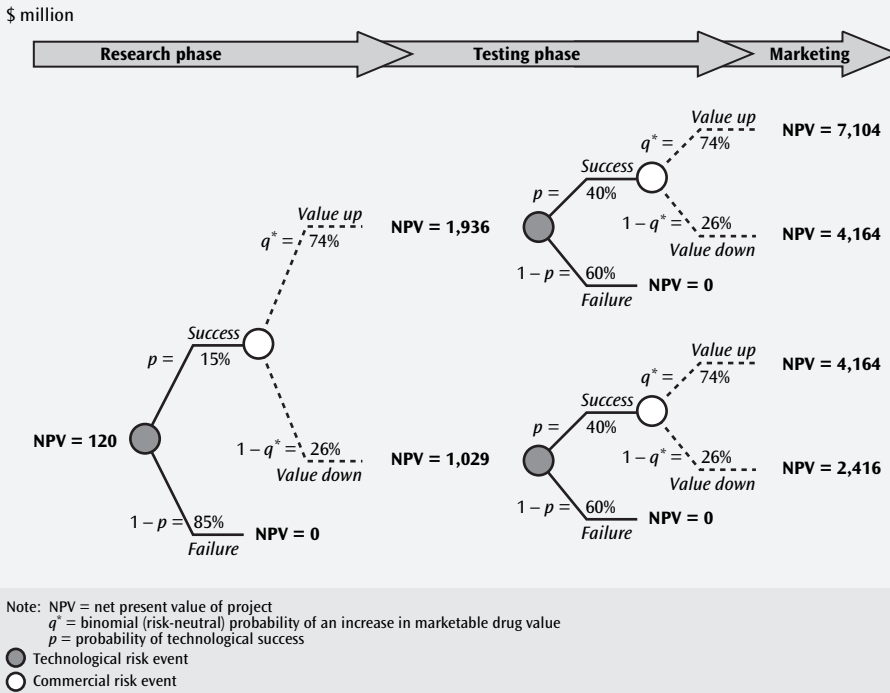 $ million
Research phase
Testing phase
Marketing
Value up
q* =
74%
NPV = 7,104
Success
p =
40%
1 – q* =
26%
Value down
NPV = 4,164
1 – p =
60%
Failure
NPV = 0
Value up
q* =
74%
NPV = 1,936
Success
p =
15%
1 – q* =
26%
Value down
NPV = 1,029
NPV = 120
1 – p =
85%
Failure
NPV = 0
Value up
q* =
74%
NPV = 4,164
Success
p =
40%
1 – q* =
26%
Value down
NPV = 2,416
1 – p =
60%
Failure
NPV = 0
Note: NPV = net present value of project
q* = binomial (risk-neutral) probability of an increase in marketable drug value
p = probability of technological success
Technological risk event
Commercial risk event